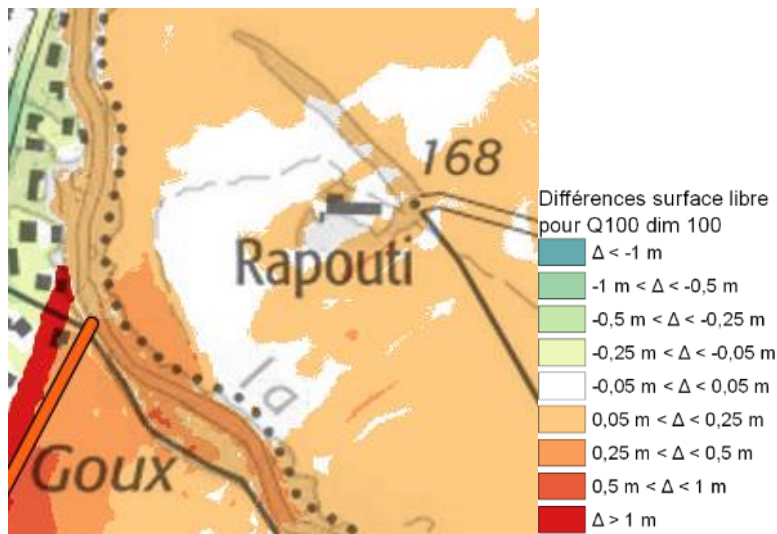 168
Rapouti
la
Goux
Différences surface libre
pour Q100 dim 100
Δ < -1 m
-1 m < Δ < -0,5 m
-0,5 m < Δ < -0,25 m
-0,25 m < Δ < -0,05 m
-0,05 m < Δ < 0,05 m
0,05 m < Δ < 0,25 m
0,25 m < Δ < 0,5 m
0,5 m < Δ < 1 m
Δ > 1 m